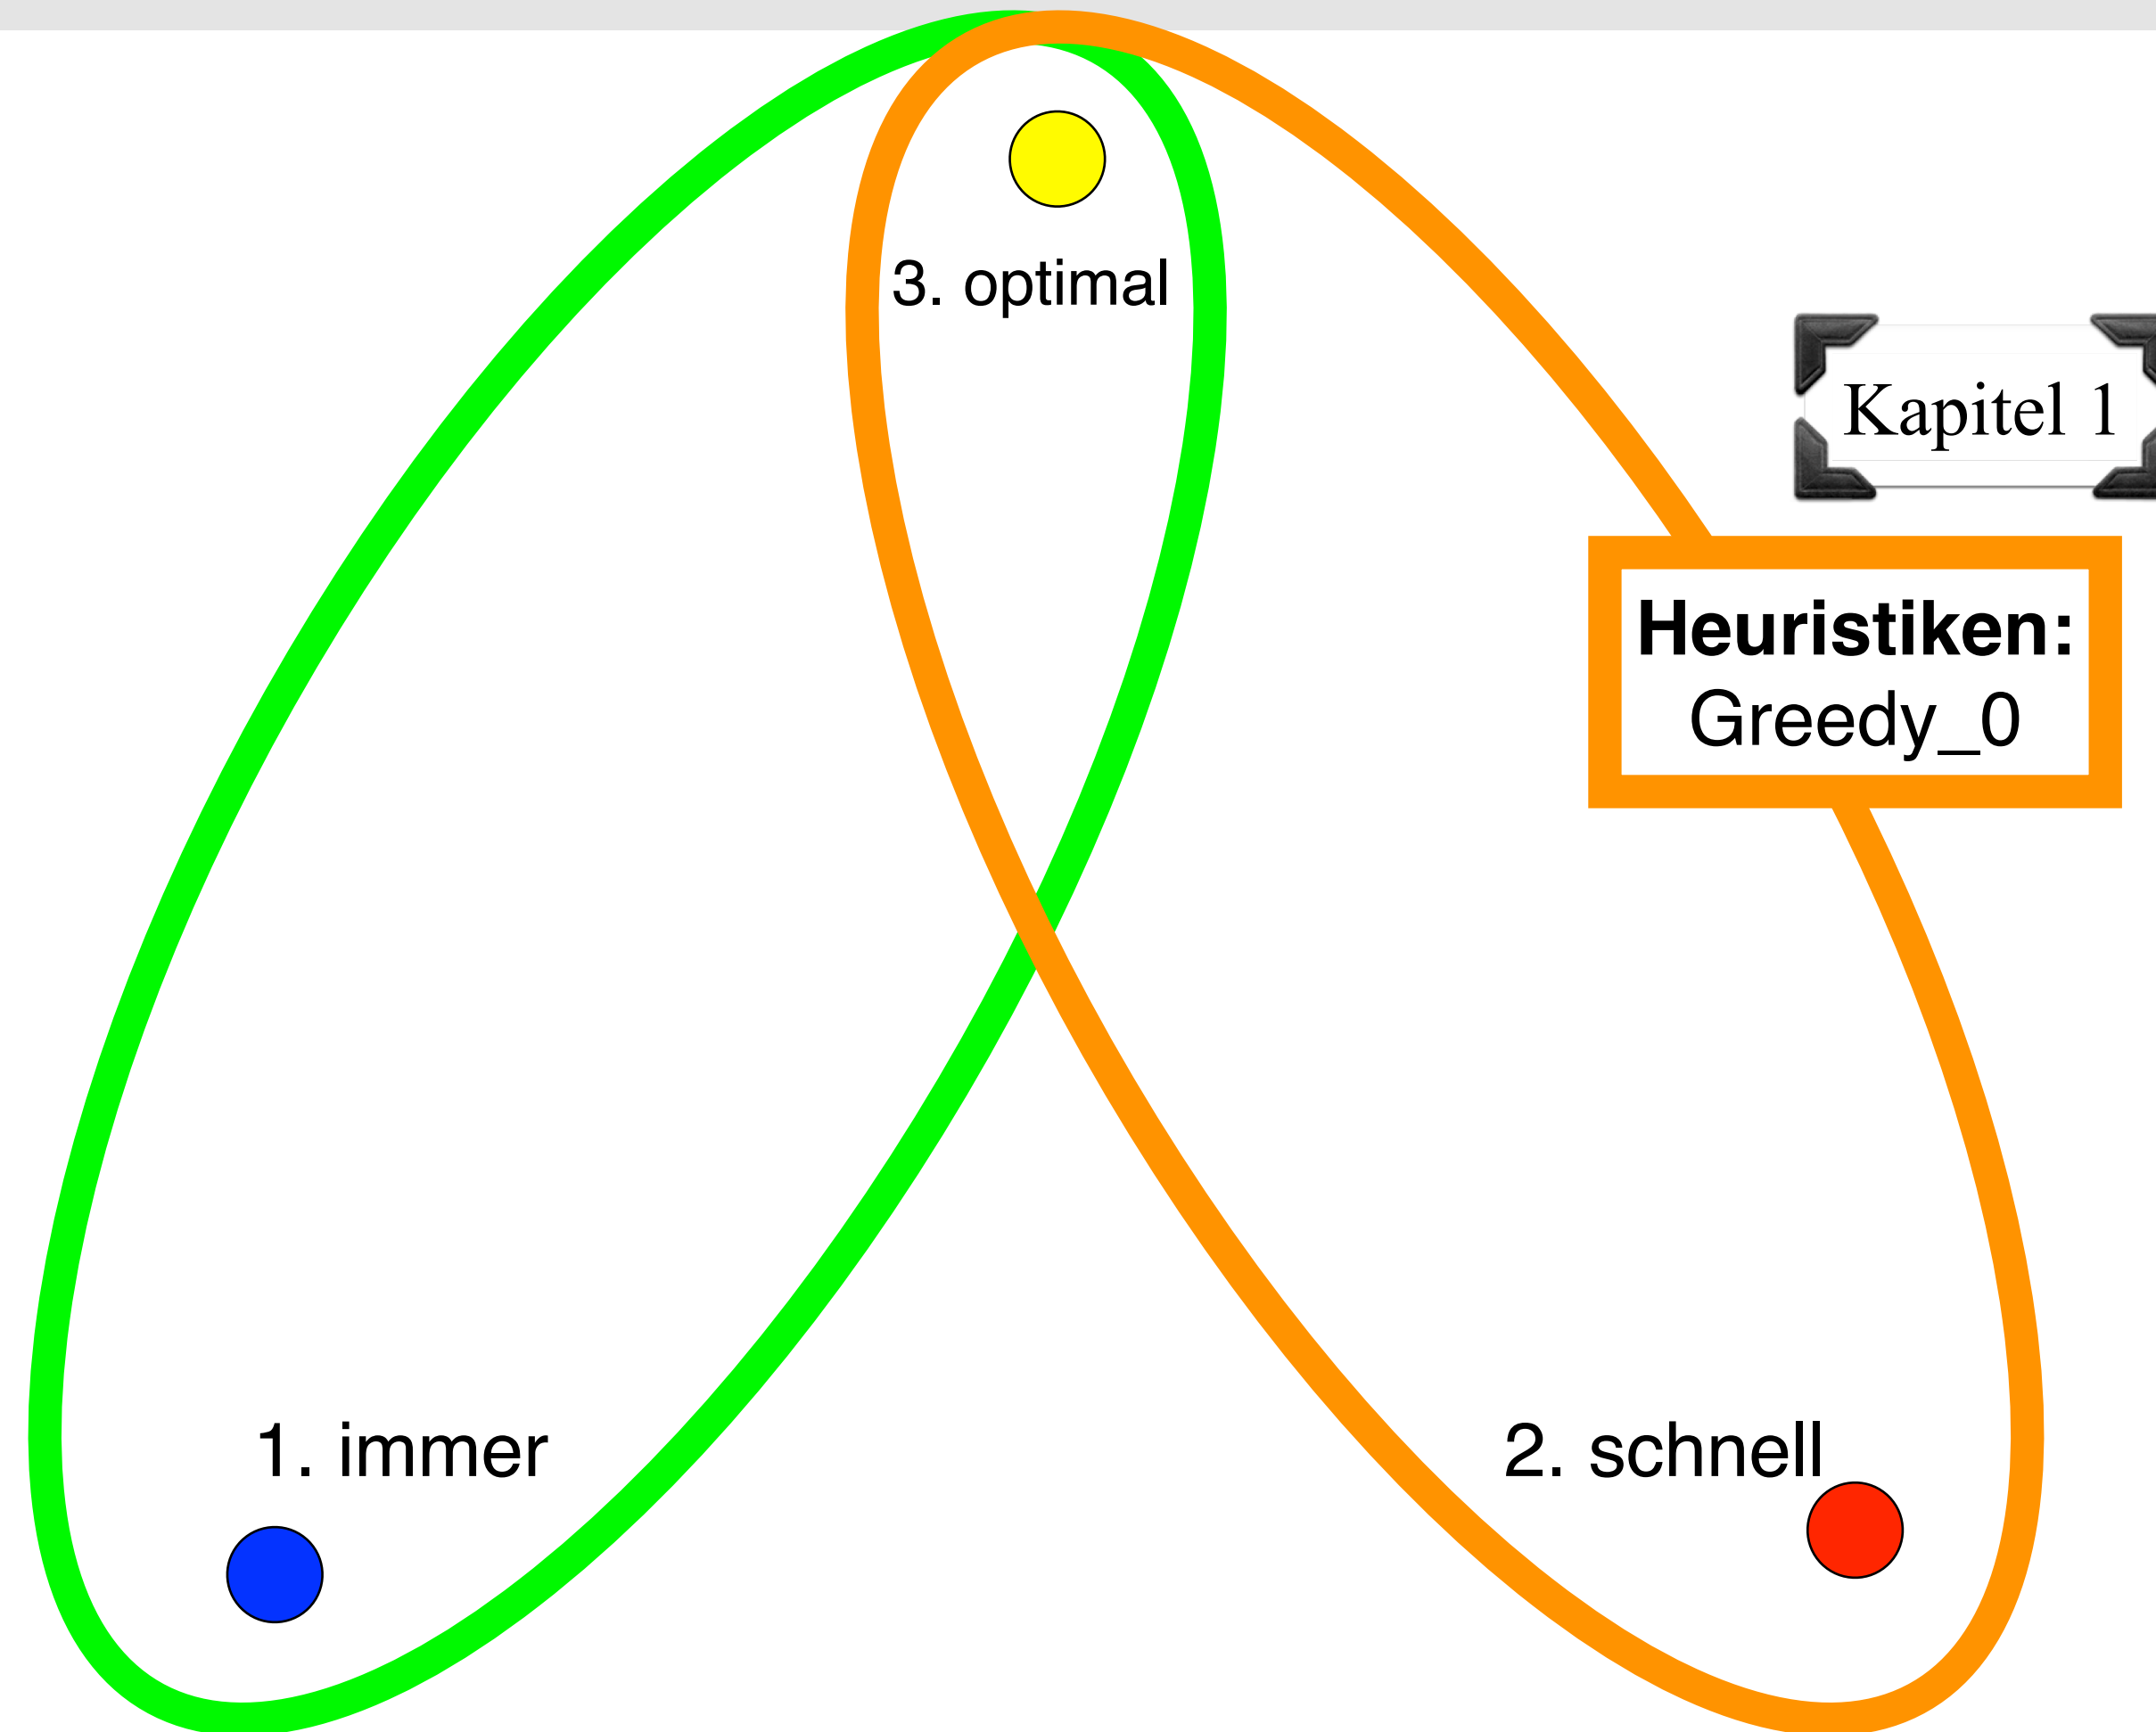 3. optimal
Kapitel 1
Heuristiken:
Greedy_0
1. immer
2. schnell